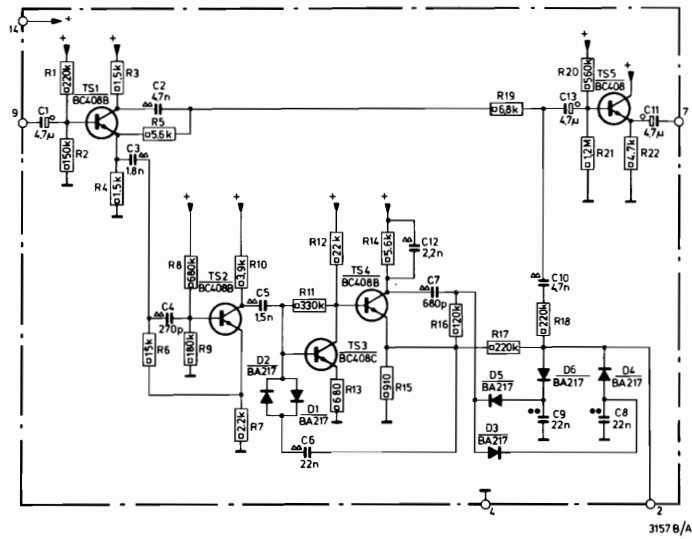 14
+
+
+
+
+
R1
220k
R3
1,5k
R20
560k
TS1
BC408B
C2
4,7n
R19
6,8k
C13
4,7µ
TS5
BC408
C11
4,7µ
9
C1
4,7µ
7
R5
5,6k
R2
150k
C3
1,8n
R21
1,2M
4,7k
R22
R4
1,5k
+
+
+
+
R8
680k
3,9k
R10
R12
22k
R14
5,6k
C12
2,2n
TS2
BC408B
TS4
BC408B
C10
4,7n
C4
270p
C5
1,5n
R11
330k
C7
680p
R16
120k
220k
R18
R6
15k
180k
R9
TS3
BC408C
R17
220k
D2
BA217
D5
BA217
D6
BA217
D4
BA217
680
R13
910
R15
D1
BA217
2,2k
R7
C6
22n
D3
BA217
C9
22n
C8
22n
4
2
3157 B/A